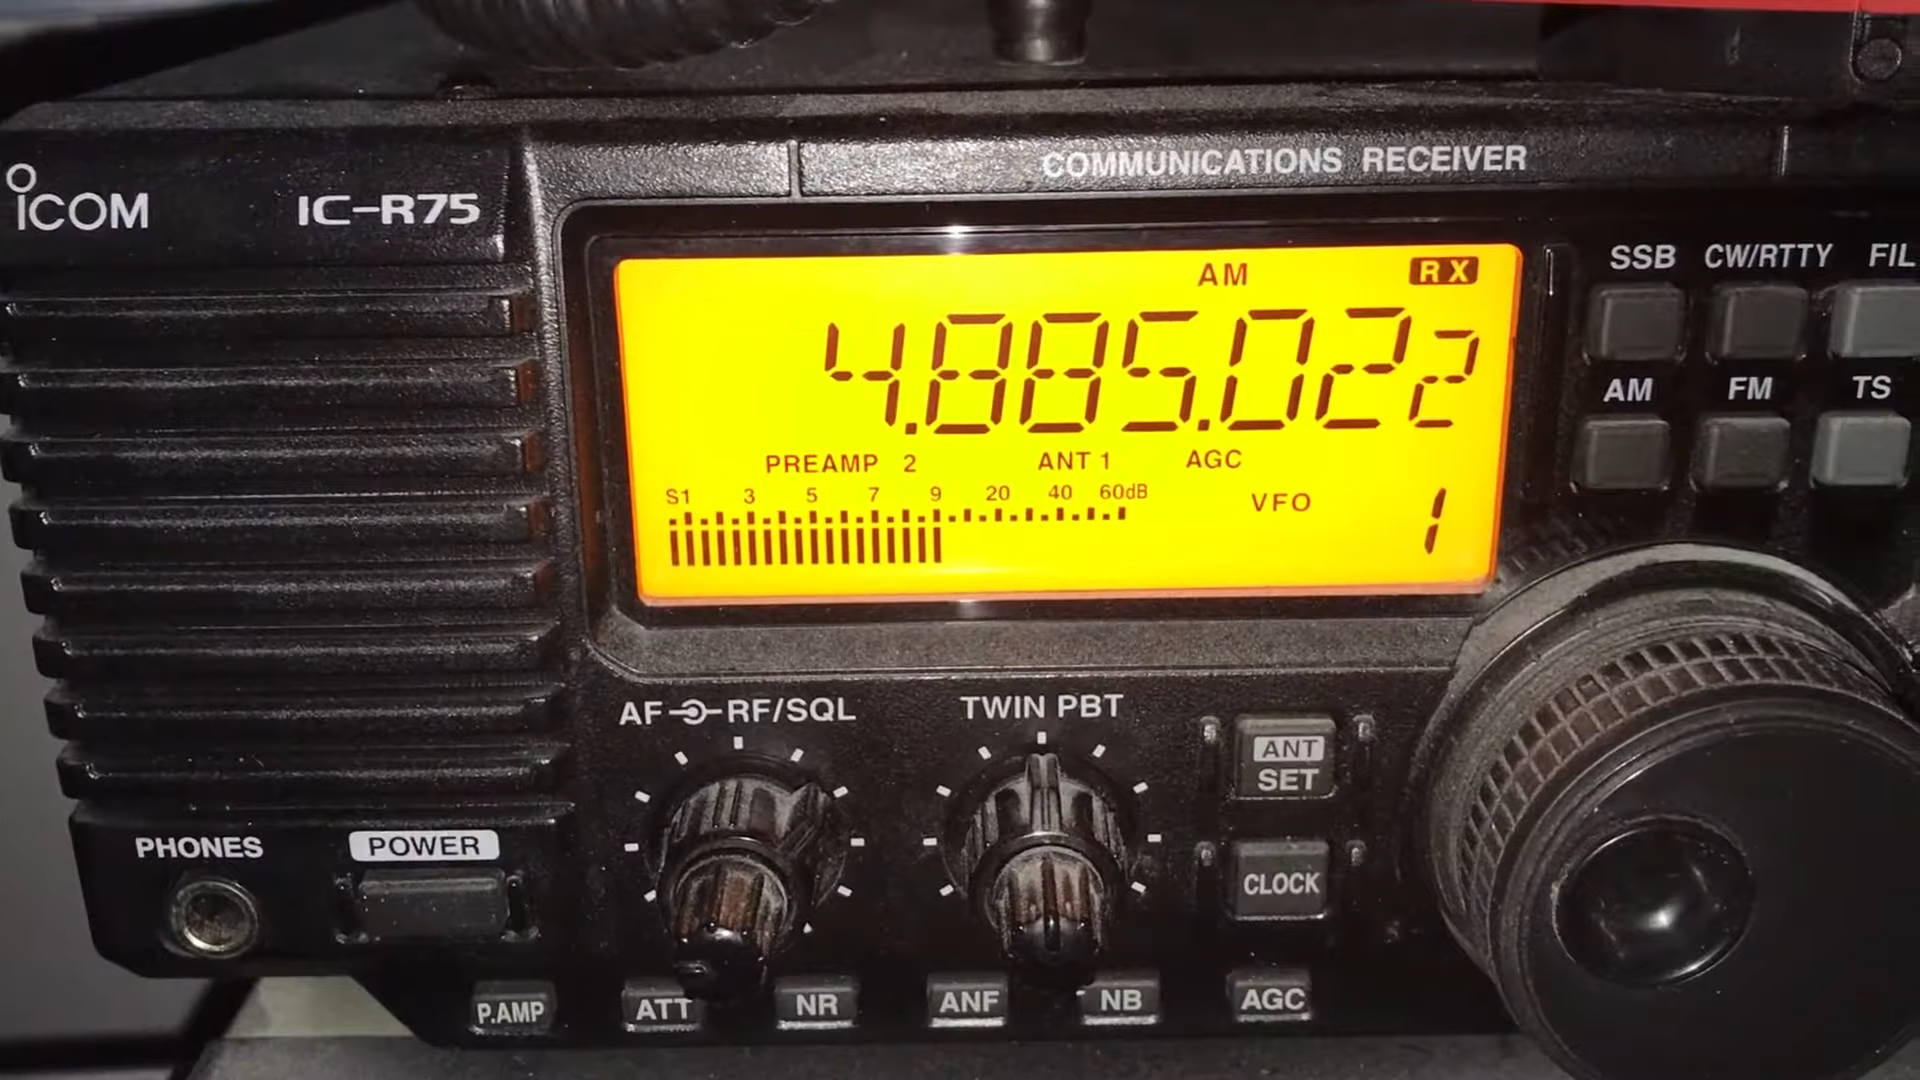 COMMUNICATIONS RECEIVER
ICOM IC-R75
AM RX
4.885.022
PREAMP 2 ANT 1 AGC
S1 3 5 7 9 20 40 60dB
VFO 1
SSB CW/RTTY FIL
AM FM TS
AF RF/SQL TWIN PBT
ANT
SET
PHONES POWER
CLOCK
P.AMP ATT NR ANF NB AGC